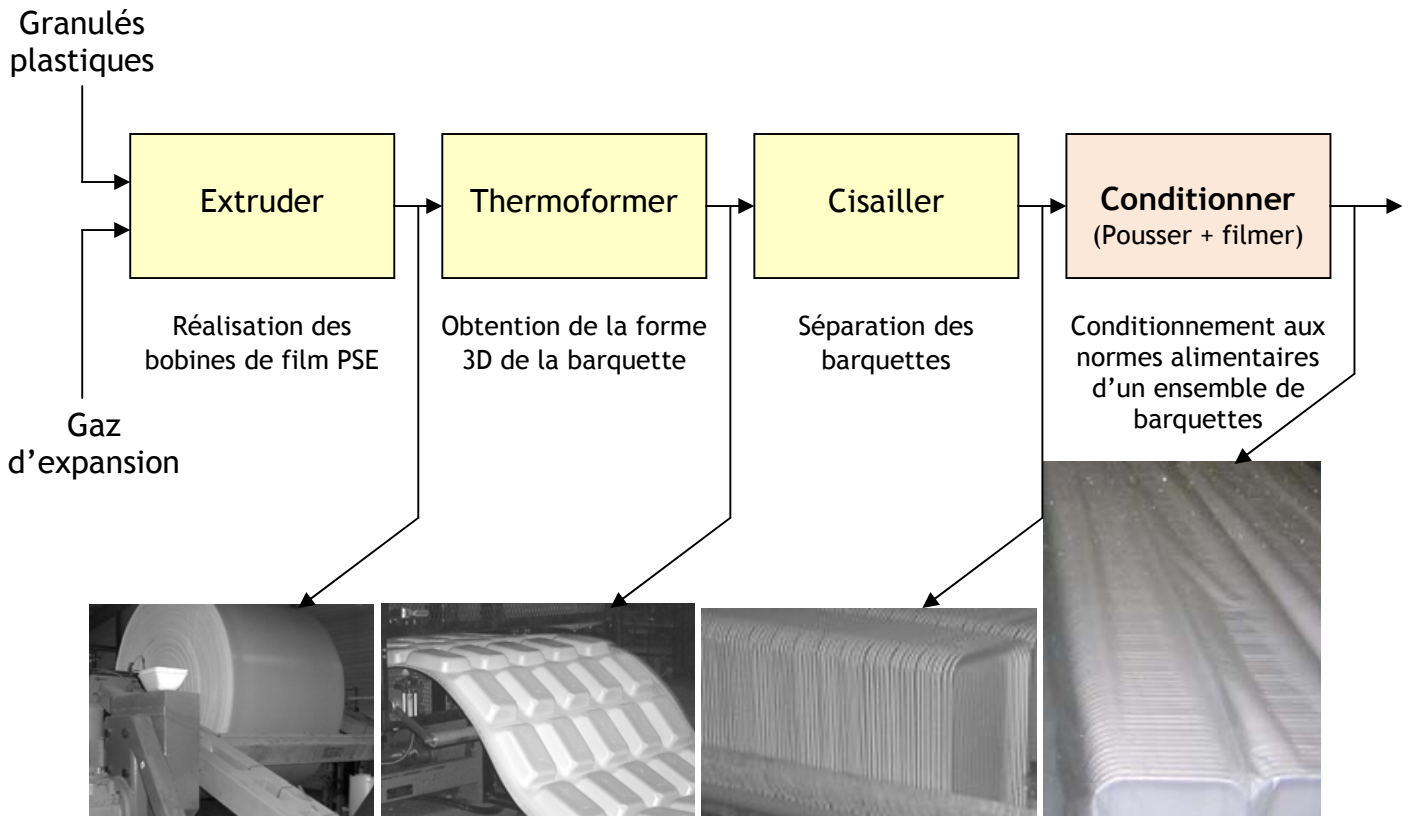 Granulés
plastiques
Extruder
Thermoformer
Cisailler
Conditionner
(Pousser + filmer)
Réalisation des
bobines de film PSE
Obtention de la forme
3D de la barquette
Séparation des
barquettes
Conditionnement aux
normes alimentaires
d’un ensemble de
barquettes
Gaz
d’expansion